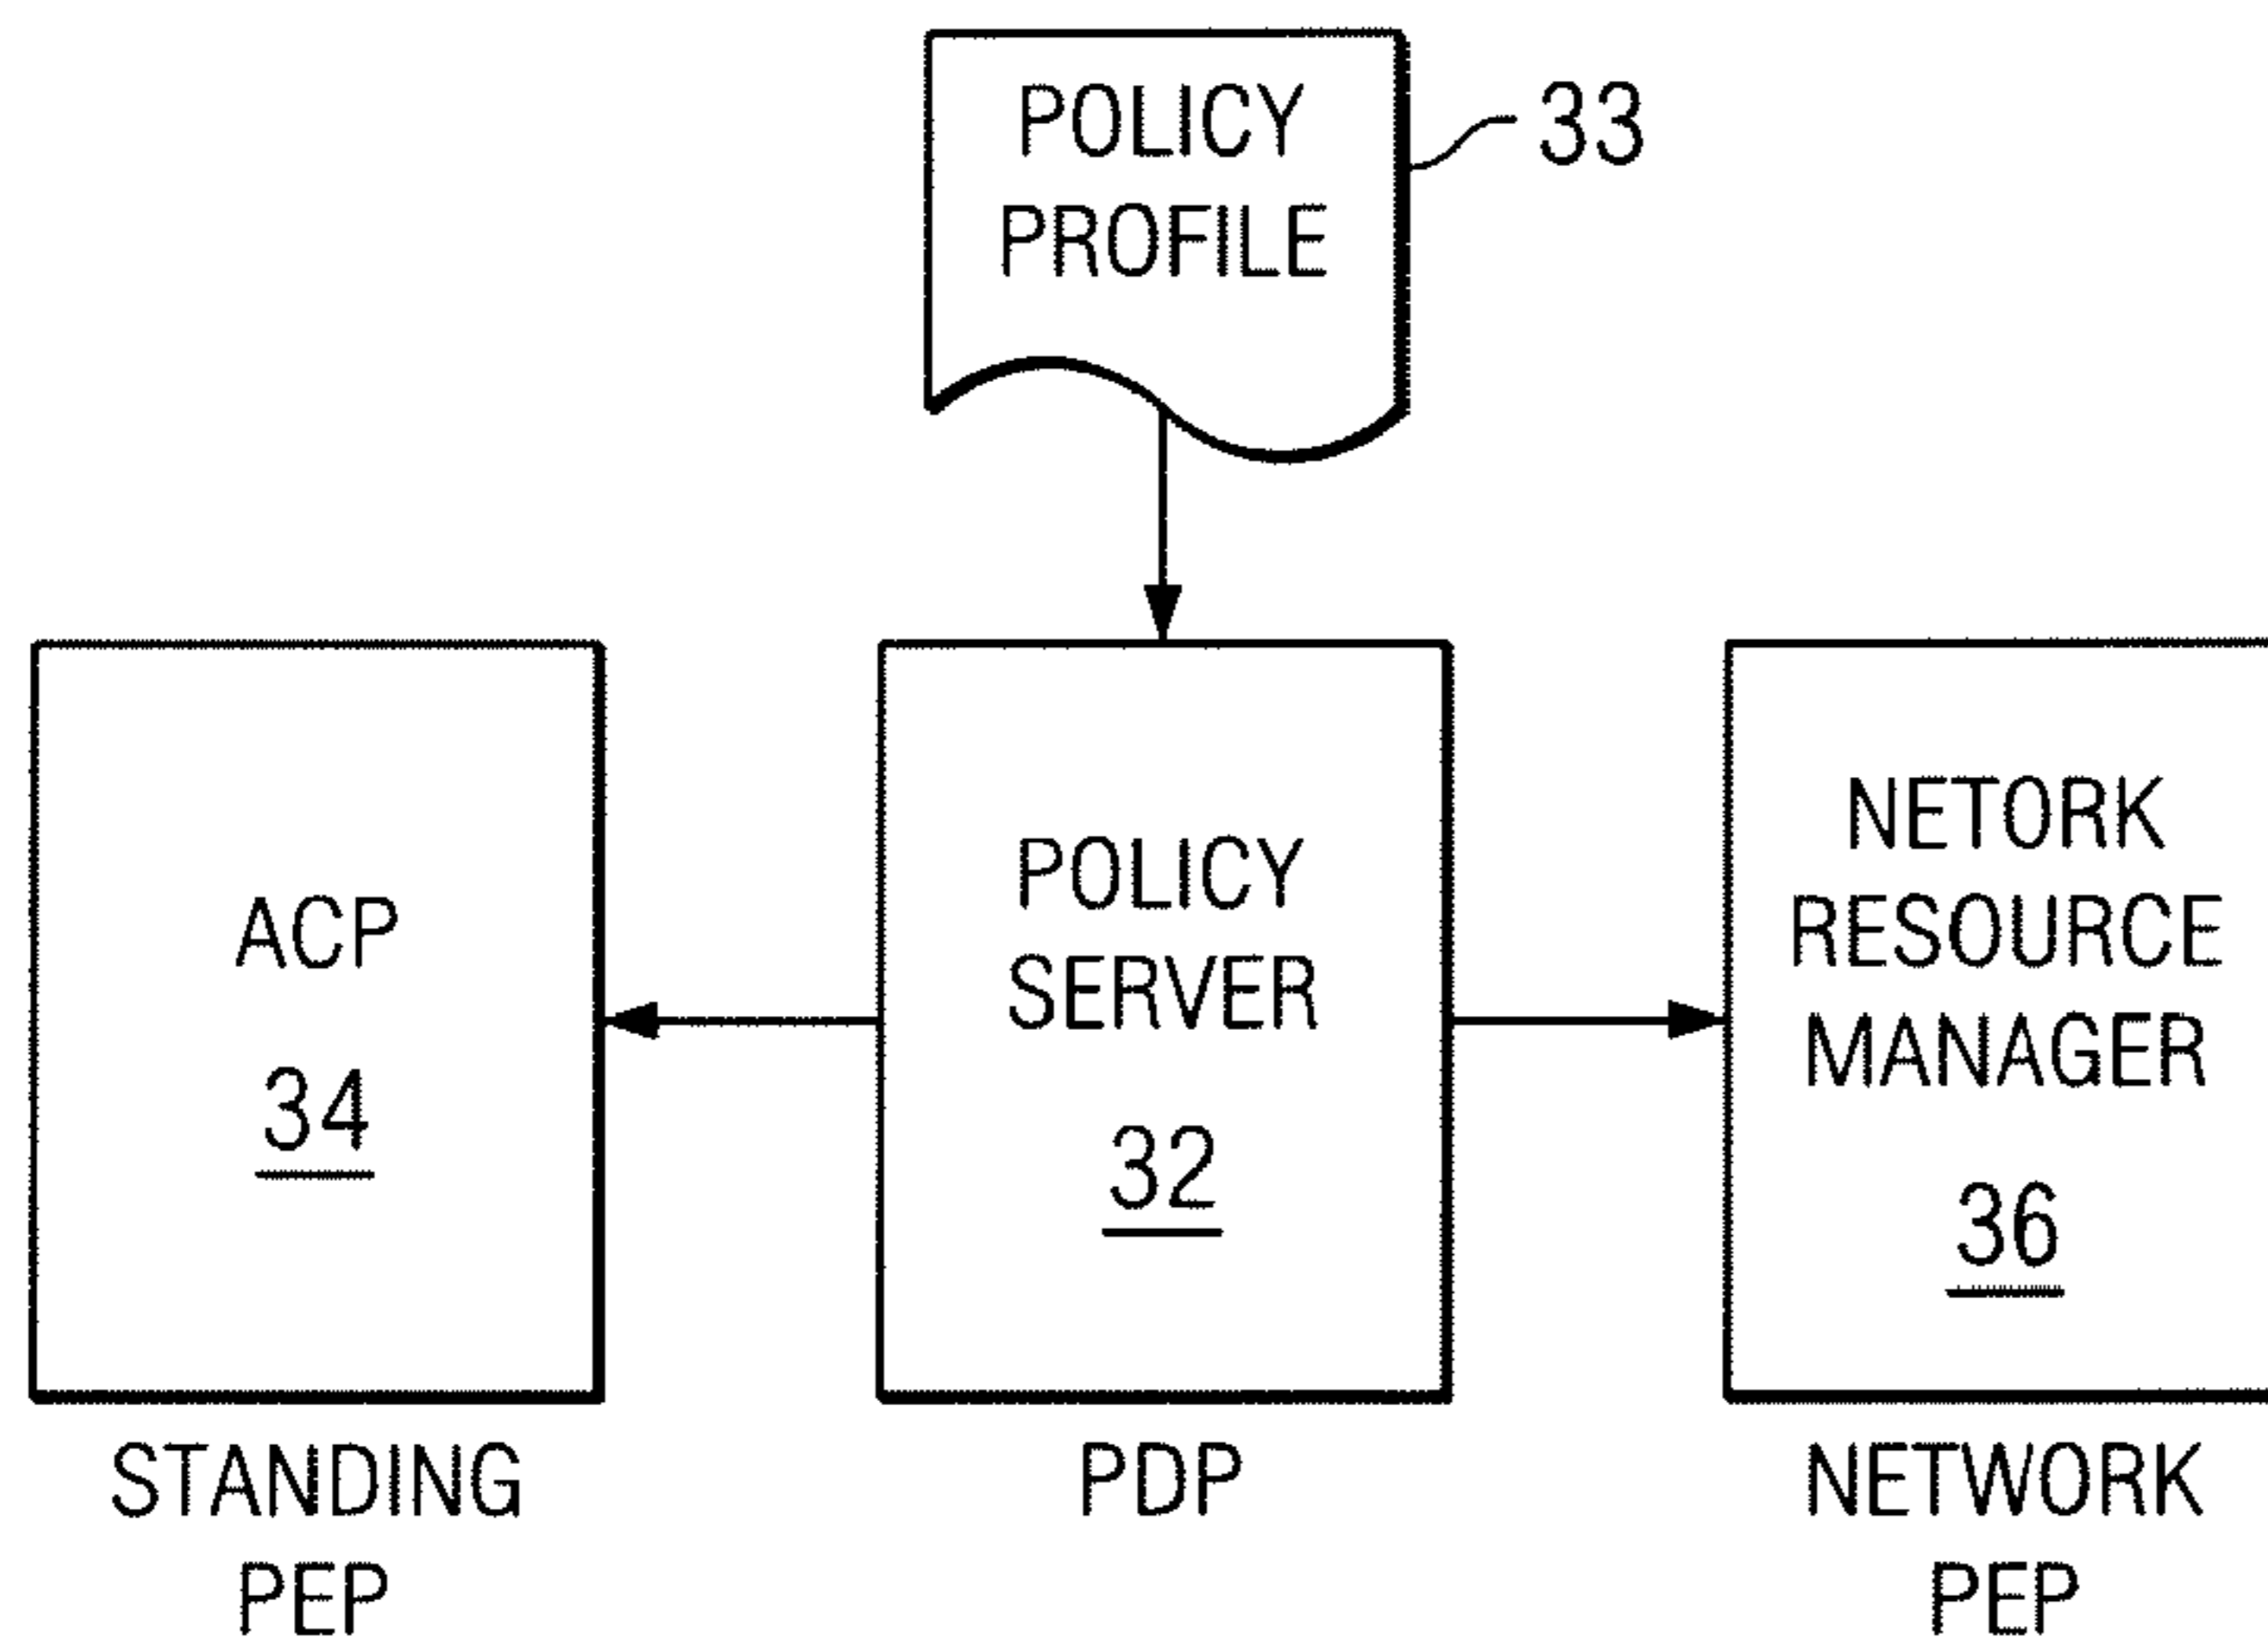 POLICY
PROFILE
33
ACP
34
POLICY
SERVER
32
NETORK
RESOURCE
MANAGER
36
STANDING
PEP
PDP
NETWORK
PEP